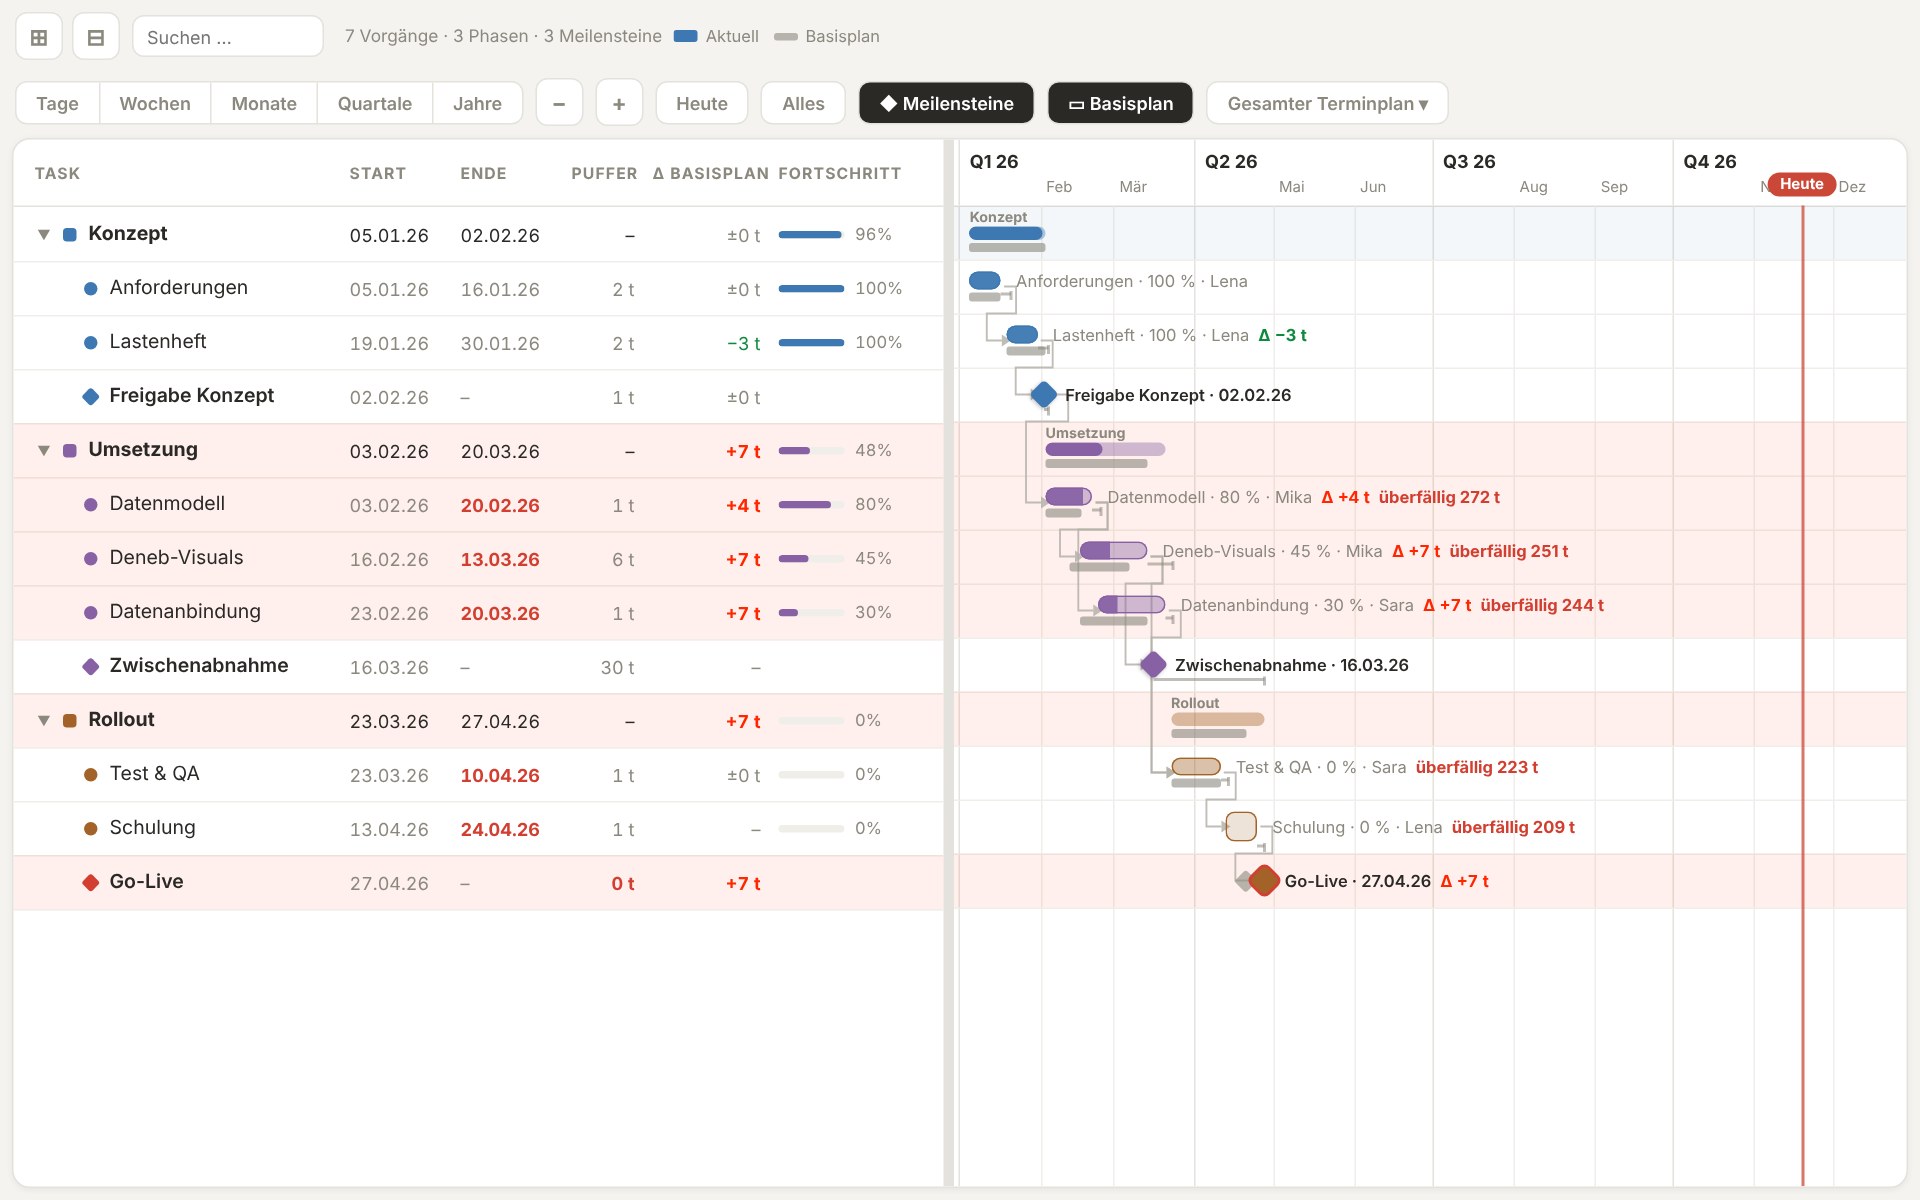 Suchen ...
7 Vorgänge · 3 Phasen · 3 Meilensteine Aktuell Basisplan
Tage Wochen Monate Quartale Jahre − + Heute Alles ◆ Meilensteine ▭ Basisplan Gesamter Terminplan ▾
TASK START ENDE PUFFER Δ BASISPLAN FORTSCHRITT
Q1 26 Q2 26 Q3 26 Q4 26
Feb Mär Mai Jun Aug Sep Heute Dez
▼ Konzept 05.01.26 02.02.26 – ±0 t 96%
Konzept
Anforderungen 05.01.26 16.01.26 2 t ±0 t 100%
Anforderungen · 100 % · Lena
Lastenheft 19.01.26 30.01.26 2 t −3 t 100%
Lastenheft · 100 % · Lena Δ −3 t
Freigabe Konzept 02.02.26 – 1 t ±0 t
Freigabe Konzept · 02.02.26
▼ Umsetzung 03.02.26 20.03.26 – +7 t 48%
Umsetzung
Datenmodell 03.02.26 20.02.26 1 t +4 t 80%
Datenmodell · 80 % · Mika Δ +4 t überfällig 272 t
Deneb-Visuals 16.02.26 13.03.26 6 t +7 t 45%
Deneb-Visuals · 45 % · Mika Δ +7 t überfällig 251 t
Datenanbindung 23.02.26 20.03.26 1 t +7 t 30%
Datenanbindung · 30 % · Sara Δ +7 t überfällig 244 t
Zwischenabnahme 16.03.26 – 30 t –
Zwischenabnahme · 16.03.26
▼ Rollout 23.03.26 27.04.26 – +7 t 0%
Rollout
Test & QA 23.03.26 10.04.26 1 t ±0 t 0%
Test & QA · 0 % · Sara überfällig 223 t
Schulung 13.04.26 24.04.26 1 t – 0%
Schulung · 0 % · Lena überfällig 209 t
Go-Live 27.04.26 – 0 t +7 t
Go-Live · 27.04.26 Δ +7 t